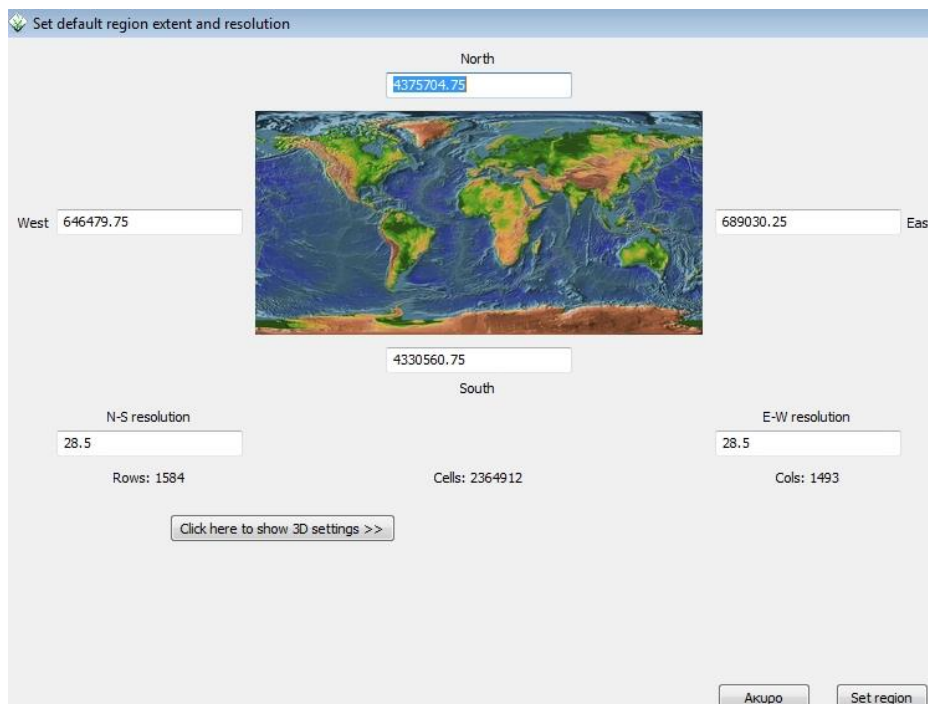 Set default region extent and resolution
North
4375704.75
West 646479.75 689030.25 Eas
4330560.75
South
N-S resolution E-W resolution
28.5 28.5
Rows: 1584 Cells: 2364912 Cols: 1493
Click here to show 3D settings >>
Ακυρο Set region